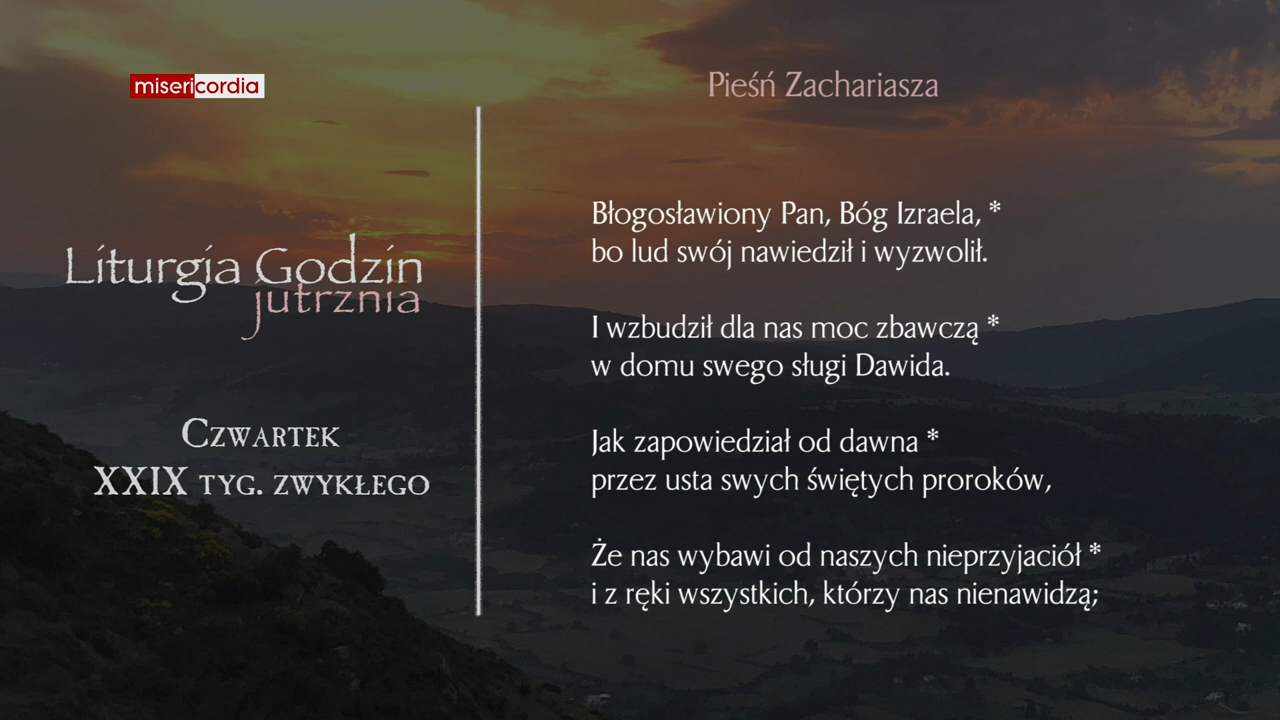 misericordia
Liturgia Godzin
jutrznia
Czwartek
XXIX tyg. zwykłego
Pieśń Zachariasza
Błogosławiony Pan, Bóg Izraela, *
bo lud swój nawiedził i wyzwolił.
I wzbudził dla nas moc zbawczą *
w domu swego sługi Dawida.
Jak zapowiedział od dawna *
przez usta swych świętych proroków,
Że nas wybawi od naszych nieprzyjaciół *
i z ręki wszystkich, którzy nas nienawidzą;